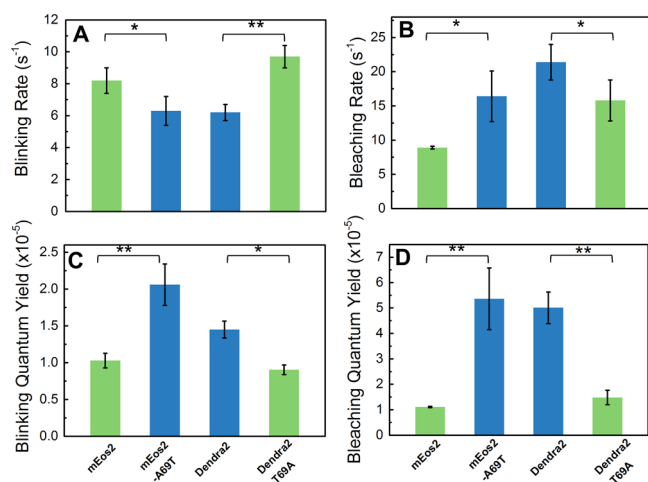 A
*
**
Blinking Rate (s-1)
12
10
8
6
4
2
0
B
*
*
Bleaching Rate (s-1)
25
20
15
10
5
0
C
**
*
Blinking Quantum Yield (x10-5)
2.5
2.0
1.5
1.0
0.5
0.0
mEos2
mEos2
-A69T
Dendra2
Dendra2
T69A
D
**
**
Bleaching Quantum Yield (x10-5)
7
6
5
4
3
2
1
0
mEos2
mEos2
-A69T
Dendra2
Dendra2
T69A